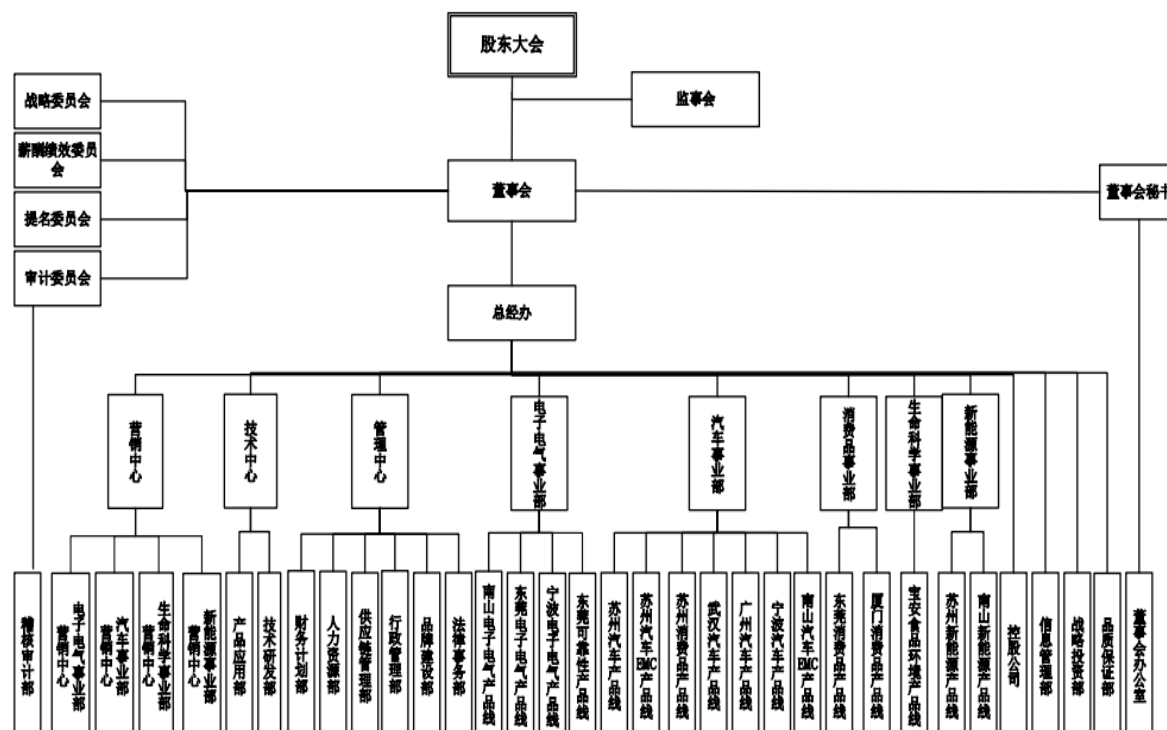 股东大会
战略委员会
监事会
薪酬绩效委员
会
董事会
董事会秘书
提名委员会
审计委员会
总经办
营销中心
技术中心
管理中心
电子电气事业部
汽车事业部
消费品事业部
生命科学事业部
新能源事业部
稽核审计部
电子电气事业部
营销中心
汽车事业部
营销中心
生命科学事业部
营销中心
新能源事业部
营销中心
产品应用部
技术研发部
财务计划部
人力资源部
供应链管理部
行政管理部
品牌建设部
法律事务部
南山电子电气产品线
东莞电子电气产品线
宁波电子电气产品线
东莞可靠性产品线
苏州汽车产品线
苏州汽车EMC产品线
苏州消费品产品线
武汉汽车产品线
广州汽车产品线
宁波汽车产品线
南山汽车EMC产品线
东莞消费品产品线
厦门消费品产品线
宝安食品环境产品线
苏州新能源产品线
南山新能源产品线
控股公司
信息管理部
战略投资部
品质保证部
董事会办公室